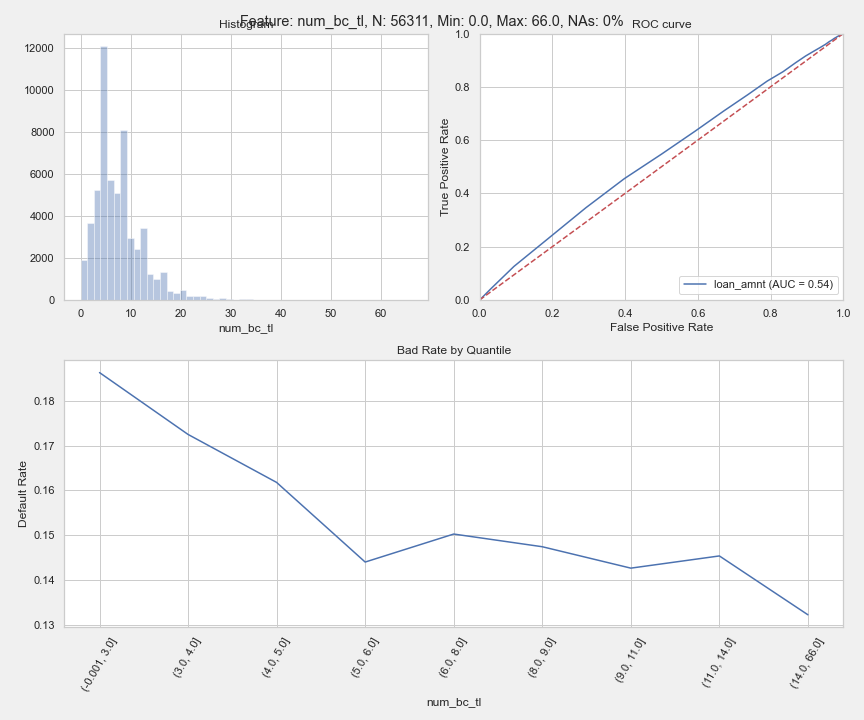 Feature: num_bc_tl, N: 56311, Min: 0.0, Max: 66.0, NAs: 0%
Histogram
12000
10000
8000
6000
4000
2000
0
0 10 20 30 40 50 60
num_bc_tl
ROC curve
True Positive Rate
1.0
0.8
0.6
0.4
0.2
0.0
0.0 0.2 0.4 0.6 0.8 1.0
loan_amnt (AUC = 0.54)
False Positive Rate
Bad Rate by Quantile
Default Rate
0.18
0.17
0.16
0.15
0.14
0.13
(-0.001, 3.0] (3.0, 4.0] (4.0, 5.0] (5.0, 6.0] (6.0, 8.0] (8.0, 9.0] (9.0, 11.0] (11.0, 14.0] (14.0, 66.0]
num_bc_tl